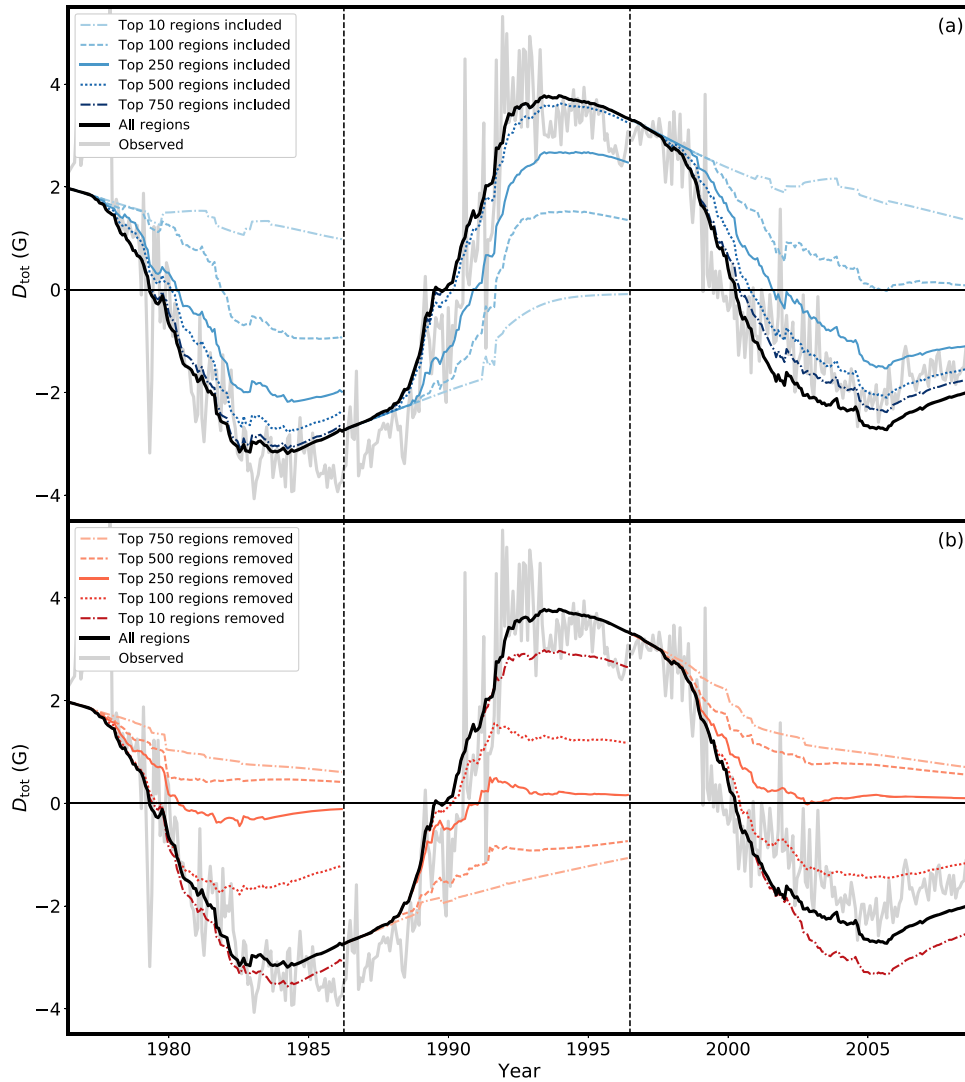 (a)
Top 10 regions included
Top 100 regions included
Top 250 regions included
Top 500 regions included
Top 750 regions included
All regions
Observed
4
2
0
−2
−4
D_tot (G)
(b)
Top 750 regions removed
Top 500 regions removed
Top 250 regions removed
Top 100 regions removed
Top 10 regions removed
All regions
Observed
4
2
0
−2
−4
D_tot (G)
1980 1985 1990 1995 2000 2005
Year